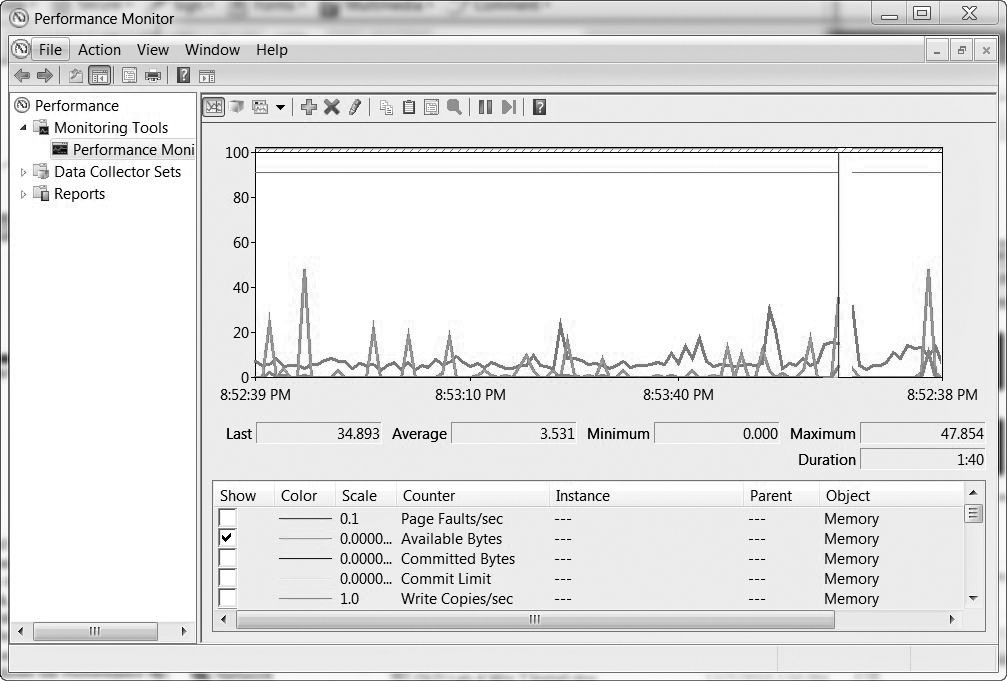 Performance Monitor
File Action View Window Help
Performance
Monitoring Tools
Performance Moni
Data Collector Sets
Reports
100
80
60
40
20
0
8:52:39 PM 8:53:10 PM 8:53:40 PM 8:52:38 PM
Last 34.893 Average 3.531 Minimum 0.000 Maximum 47.854
Duration 1:40
Show Color Scale Counter Instance Parent Object
0.1 Page Faults/sec --- --- Memory
0.0000... Available Bytes --- --- Memory
0.0000... Committed Bytes --- --- Memory
0.0000... Commit Limit --- --- Memory
1.0 Write Copies/sec --- --- Memory